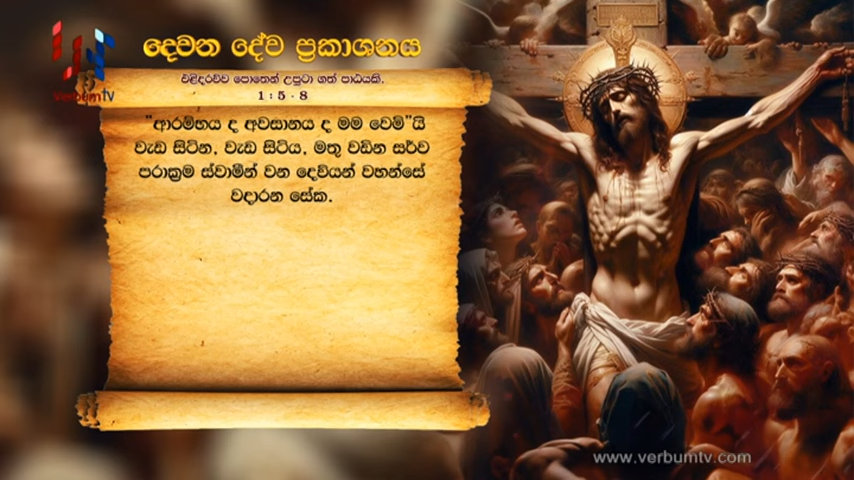 verbumtv
දෙවන දේව ප්‍රකාශනය
එළිදරව්ව පොතෙන් උපුටා ගත් පාඨයකි.
1 : 5 - 8
"ආරම්භය ද අවසානය ද මම වෙමි"යි
වැඩ සිටින, වැඩ සිටිය, මතු වඩින සර්ව
පරාක්‍රම ස්වාමීන් වන දෙවියන් වහන්සේ
වදාරන සේක.
www.verbumtv.com